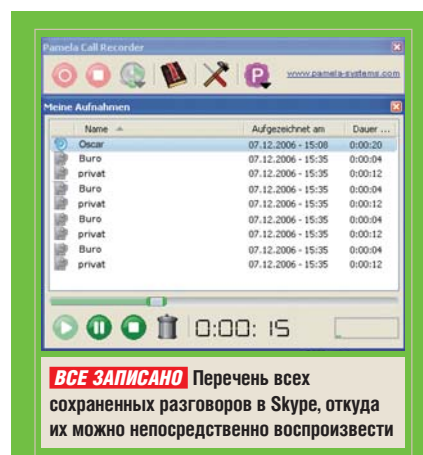 Pamela Call Recorder
P www.pamela-systems.com
Meine Aufnahmen
Name Aufgezeichnet am Dauer ...
Oscar 07.12.2006 - 15:08 0:00:20
Buro 07.12.2006 - 15:35 0:00:04
privat 07.12.2006 - 15:35 0:00:12
Buro 07.12.2006 - 15:35 0:00:04
privat 07.12.2006 - 15:35 0:00:12
Buro 07.12.2006 - 15:35 0:00:04
privat 07.12.2006 - 15:35 0:00:12
Buro 07.12.2006 - 15:35 0:00:04
privat 07.12.2006 - 15:35 0:00:12
0:00: 15
ВСЕ ЗАПИСАНО Перечень всех
сохраненных разговоров в Skype, откуда
их можно непосредственно воспроизвести